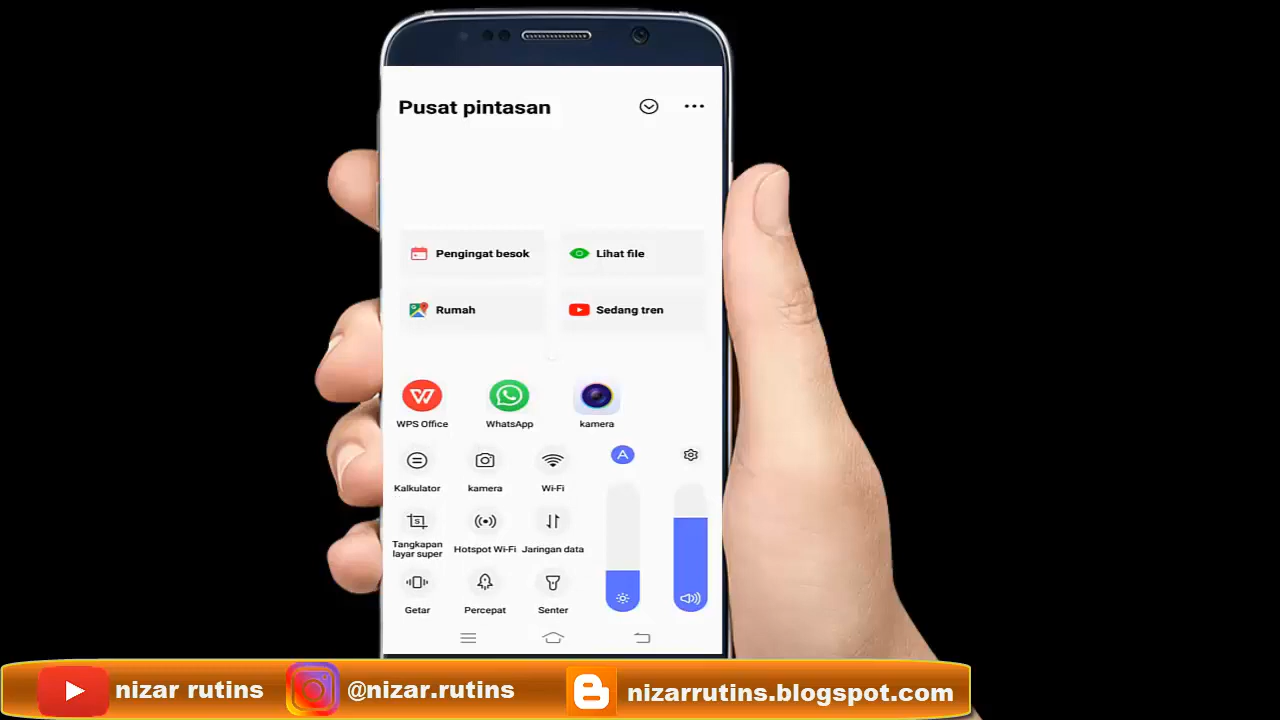 Pusat pintasan
Pengingat besok
Lihat file
Rumah
Sedang tren
WPS Office
WhatsApp
kamera
A
Kalkulator
kamera
Wi-Fi
Tangkapan
layar super
Hotspot Wi-Fi
Jaringan data
Getar
Percepat
Senter
nizar rutins
@nizar.rutins
nizarrutins.blogspot.com